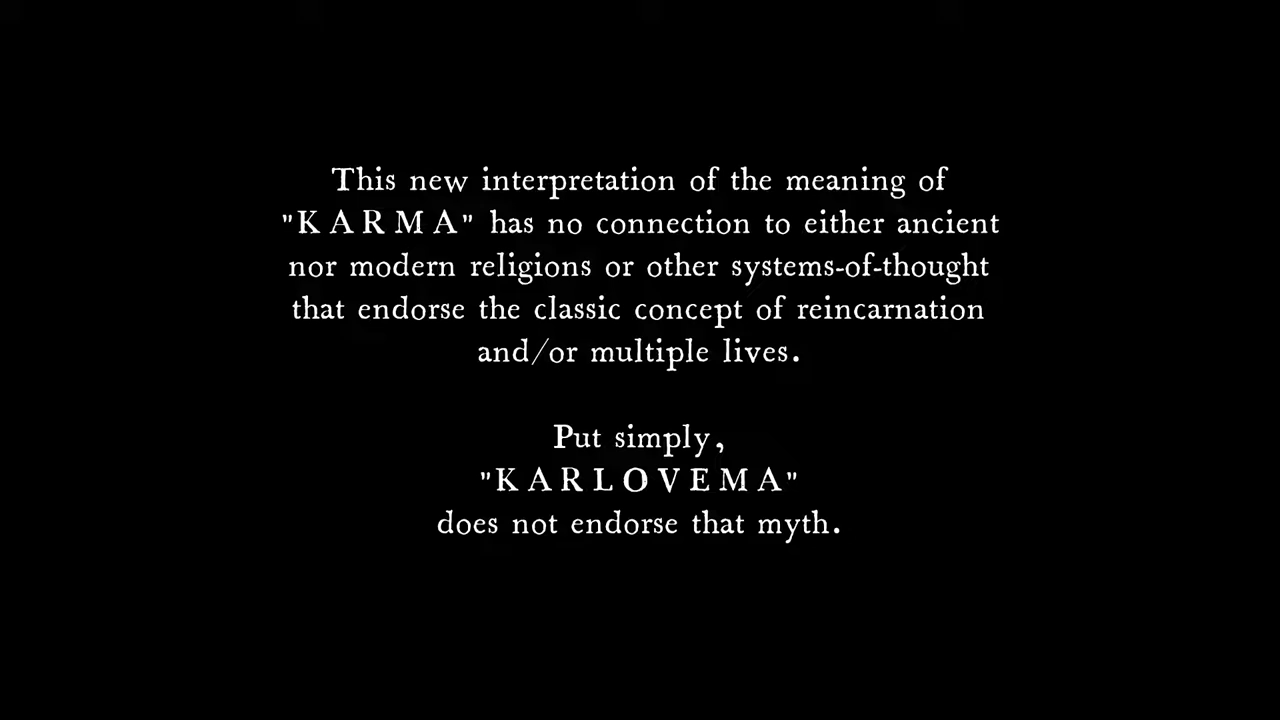 This new interpretation of the meaning of
"K A R M A" has no connection to either ancient
nor modern religions or other systems-of-thought
that endorse the classic concept of reincarnation
and/or multiple lives.
Put simply,
"K A R L O V E M A"
does not endorse that myth.